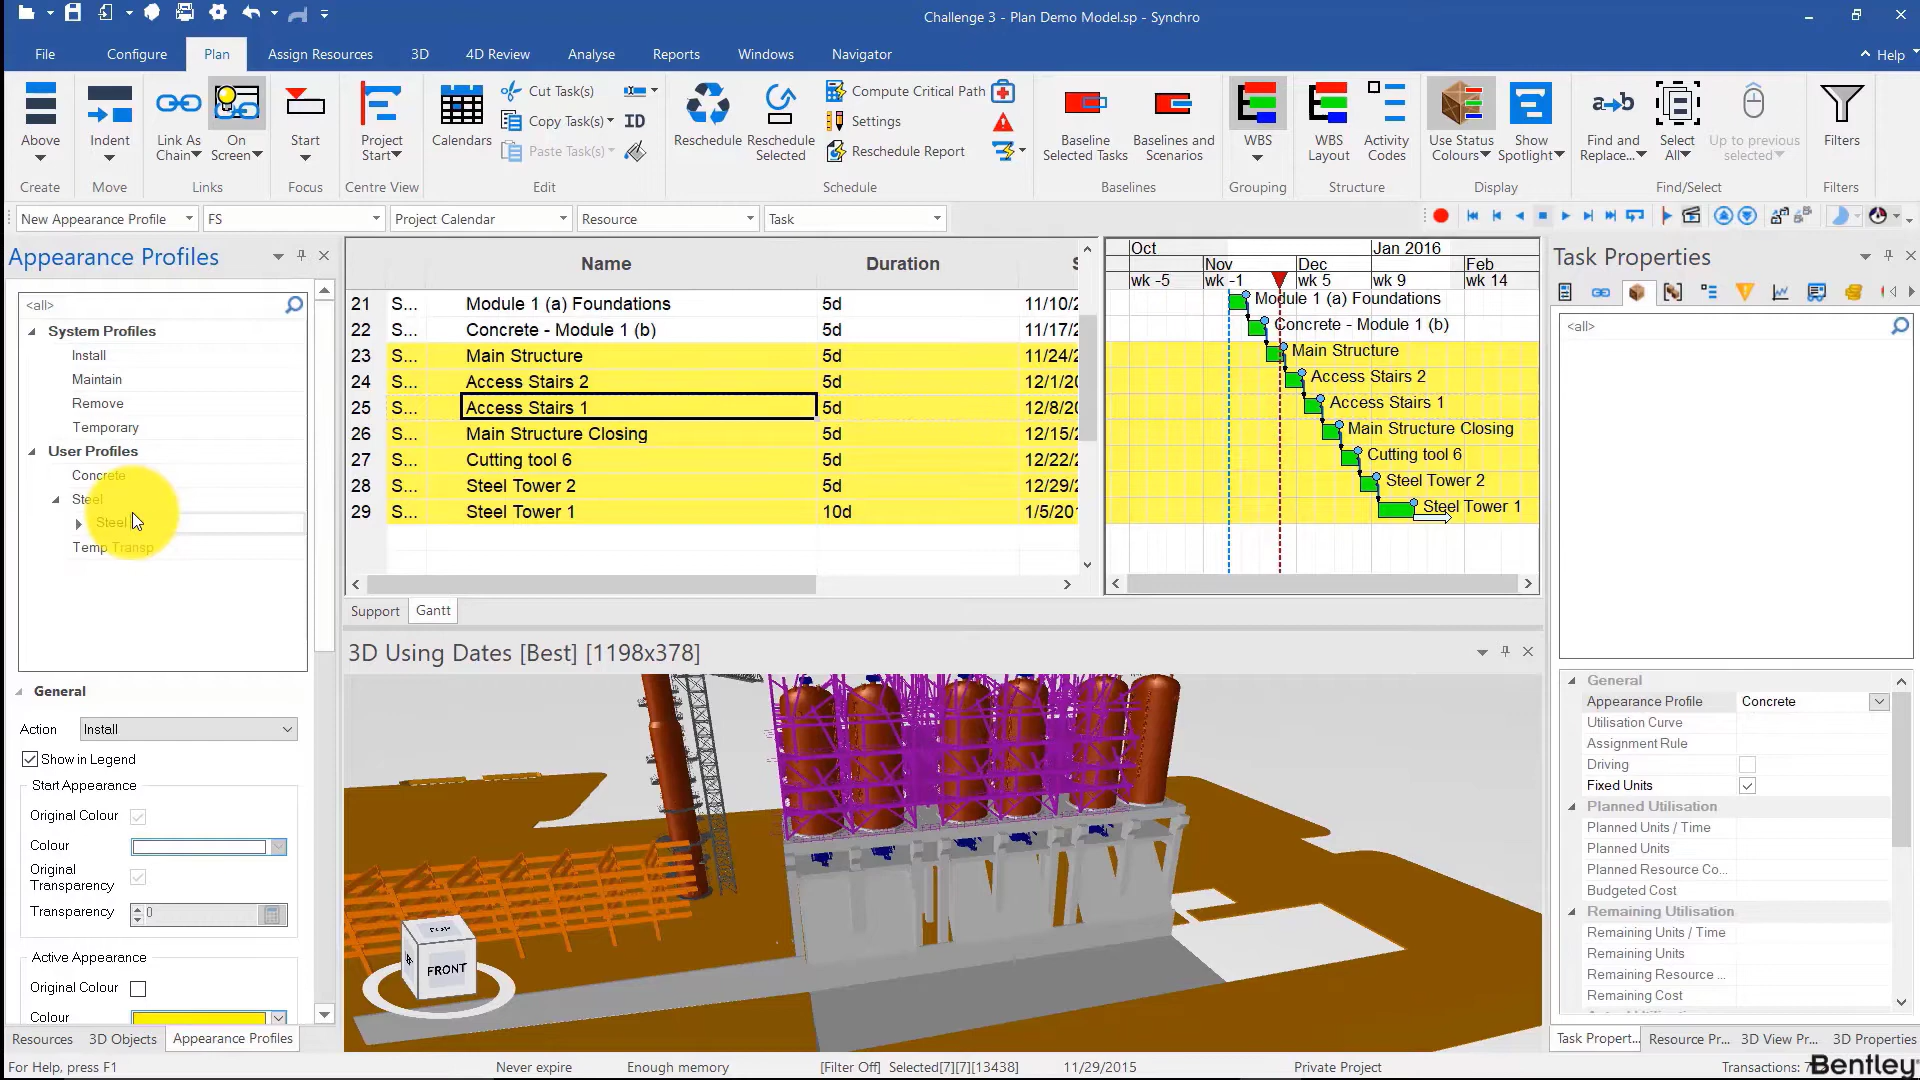 Challenge 3 - Plan Demo Model.sp - Synchro
File Configure Plan Assign Resources 3D 4D Review Analyse Reports Windows Navigator Help
Above
Create
Indent
Move
Link As
Chain
On
Screen
Links
Start
Focus
Project
Start
Centre View
Calendars
Cut Task(s)
Copy Task(s) ID
Paste Task(s)
Edit
Reschedule
Reschedule
Selected
Compute Critical Path
Settings
Reschedule Report
Schedule
Baseline
Selected Tasks
Baselines and
Scenarios
Baselines
WBS
Grouping
WBS
Layout
Activity
Codes
Structure
Use Status
Colours
Show
Spotlight
Display
Find and
Replace...
Select
All
Up to previous
selected
Find/Select
Filters
Filters
New Appearance Profile FS Project Calendar Resource Task
Appearance Profiles
<all>
System Profiles
Install
Maintain
Remove
Temporary
User Profiles
Concrete
Steel
Steel
Temp Transp
General
Action Install
Show in Legend
Start Appearance
Original Colour
Colour
Original
Transparency
Transparency 0
Active Appearance
Original Colour
Colour
Resources 3D Objects Appearance Profiles
Name Duration S
21 S... Module 1 (a) Foundations 5d 11/10/2
22 S... Concrete - Module 1 (b) 5d 11/17/2
23 S... Main Structure 5d 11/24/2
24 S... Access Stairs 2 5d 12/1/20
25 S... Access Stairs 1 5d 12/8/20
26 S... Main Structure Closing 5d 12/15/2
27 S... Cutting tool 6 5d 12/22/2
28 S... Steel Tower 2 5d 12/29/2
29 S... Steel Tower 1 10d 1/5/201
Support Gantt
Oct Jan 2016
Nov Dec Feb
wk -5 wk -1 wk 5 wk 9 wk 14
Module 1 (a) Foundations
Concrete - Module 1 (b)
Main Structure
Access Stairs 2
Access Stairs 1
Main Structure Closing
Cutting tool 6
Steel Tower 2
Steel Tower 1
3D Using Dates [Best] [1198x378]
TOP
FRONT
Task Properties
<all>
General
Appearance Profile Concrete
Utilisation Curve
Assignment Rule
Driving
Fixed Units
Planned Utilisation
Planned Units / Time
Planned Units
Planned Resource Co...
Budgeted Cost
Remaining Utilisation
Remaining Units / Time
Remaining Units
Remaining Resource ...
Remaining Cost
Task Propert... Resource Pr... 3D View Pr... 3D Properties
For Help, press F1 Never expire Enough memory [Filter Off] Selected[7][7][13438] 11/29/2015 Private Project Transactions:
Bentley